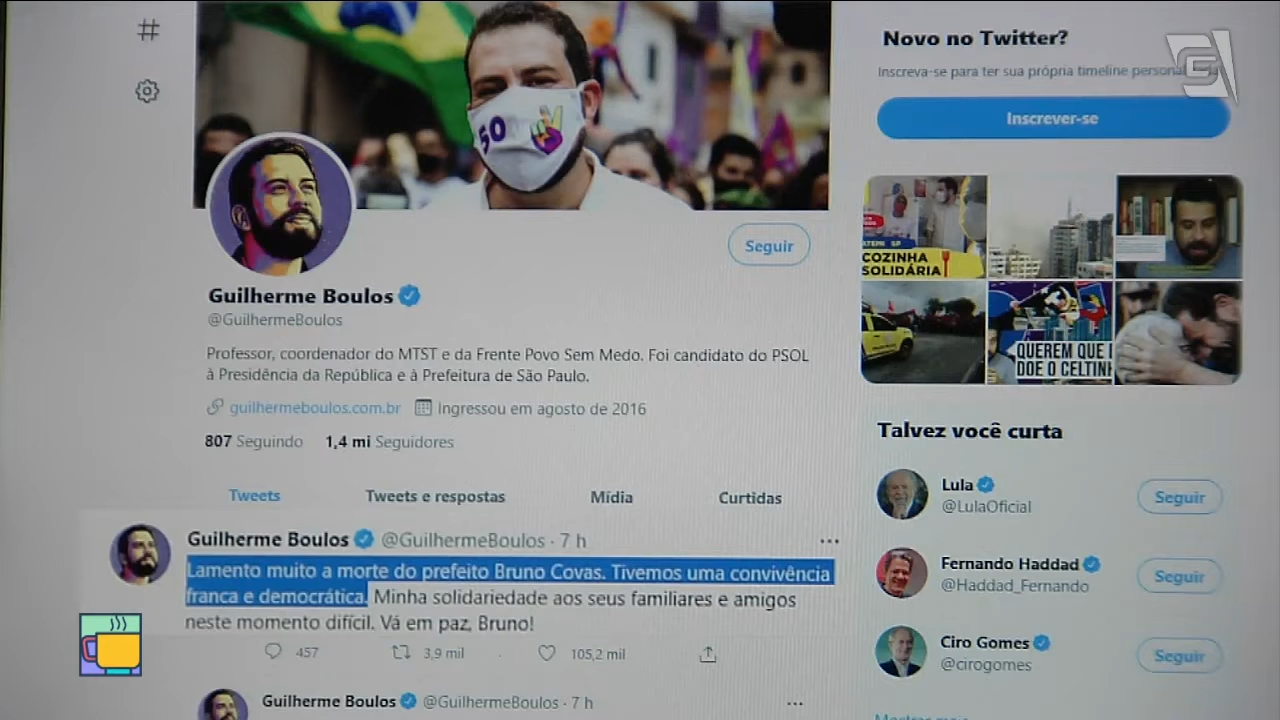 50
Novo no Twitter?
Inscreva-se para ter sua própria timeline
Inscrever-se
Seguir
COZINHA
SOLIDÁRIA
QUEREM QUE
DOE O CELTIN
Guilherme Boulos
@GuilhermeBoulos
Professor, coordenador do MTST e da Frente Povo Sem Medo. Foi candidato do PSOL
à Presidência da República e à Prefeitura de São Paulo.
guilhermeboulos.com.br Ingressou em agosto de 2016
807 Seguindo 1,4 mi Seguidores
Tweets Tweets e respostas Mídia Curtidas
Guilherme Boulos @GuilhermeBoulos · 7 h
Lamento muito a morte do prefeito Bruno Covas. Tivemos uma convivência
franca e democrática. Minha solidariedade aos seus familiares e amigos
neste momento difícil. Vá em paz, Bruno!
457 3,9 mil 105,2 mil
Guilherme Boulos @GuilhermeBoulos · 7 h
Talvez você curta
Lula
@LulaOficial
Seguir
Fernando Haddad
@Haddad_Fernando
Seguir
Ciro Gomes
@cirogomes
Seguir